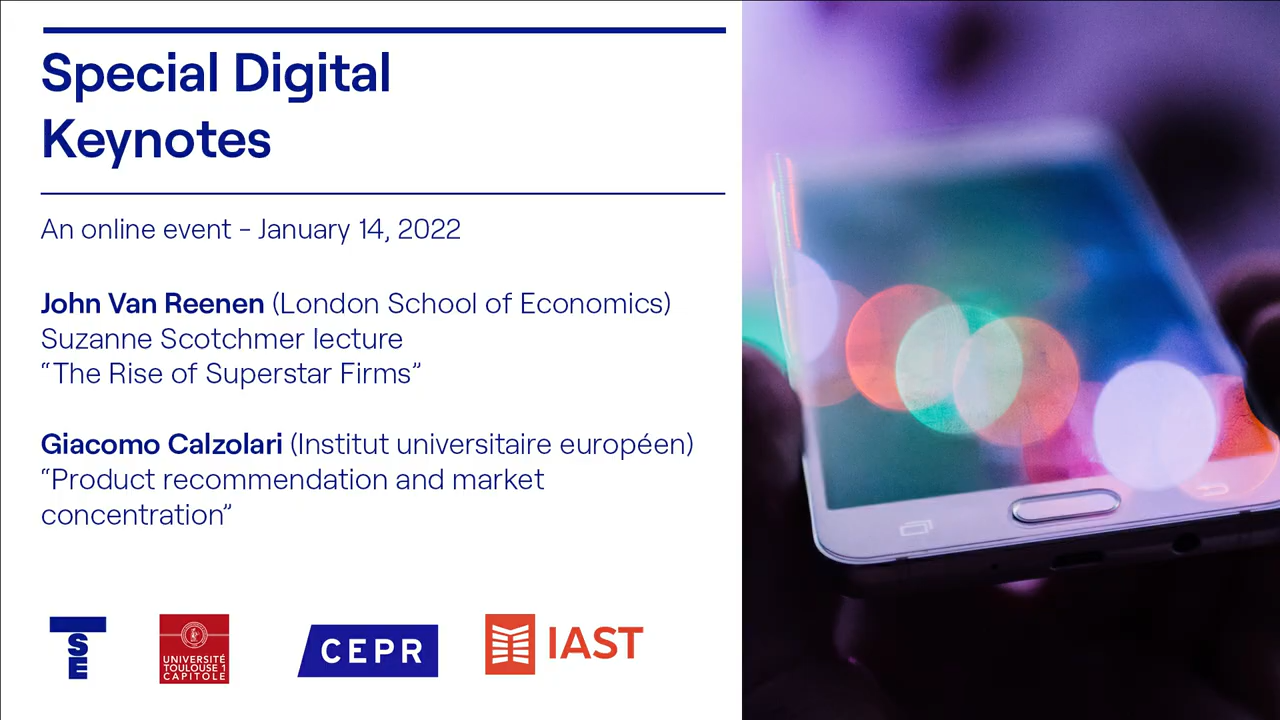 Special Digital
Keynotes
An online event - January 14, 2022
John Van Reenen (London School of Economics)
Suzanne Scotchmer lecture
“The Rise of Superstar Firms”
Giacomo Calzolari (Institut universitaire européen)
“Product recommendation and market
concentration”
TSE
UNIVERSITÉ
TOULOUSE 1
CAPITOLE
CEPR
IAST